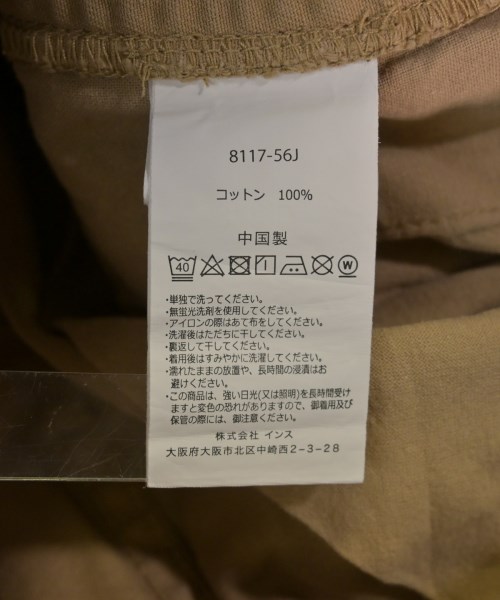 8117-56J
コットン 100%
中国製
40 W
・単独で洗ってください。
・無蛍光洗剤を使用してください。
・アイロンの際はあて布をしてください。
・洗濯後はただちに干してください。
・裏返して干してください。
・着用後はすみやかに洗濯してください。
・濡れたままの放置や、長時間の浸漬はお
避けください。
・この商品は、強い日光(又は照明)を長時間受け
ますと変色の恐れがありますので、御着用及び
保管の際には、御注意ください。
株式会社 インス
大阪府大阪市北区中崎西2-3-28